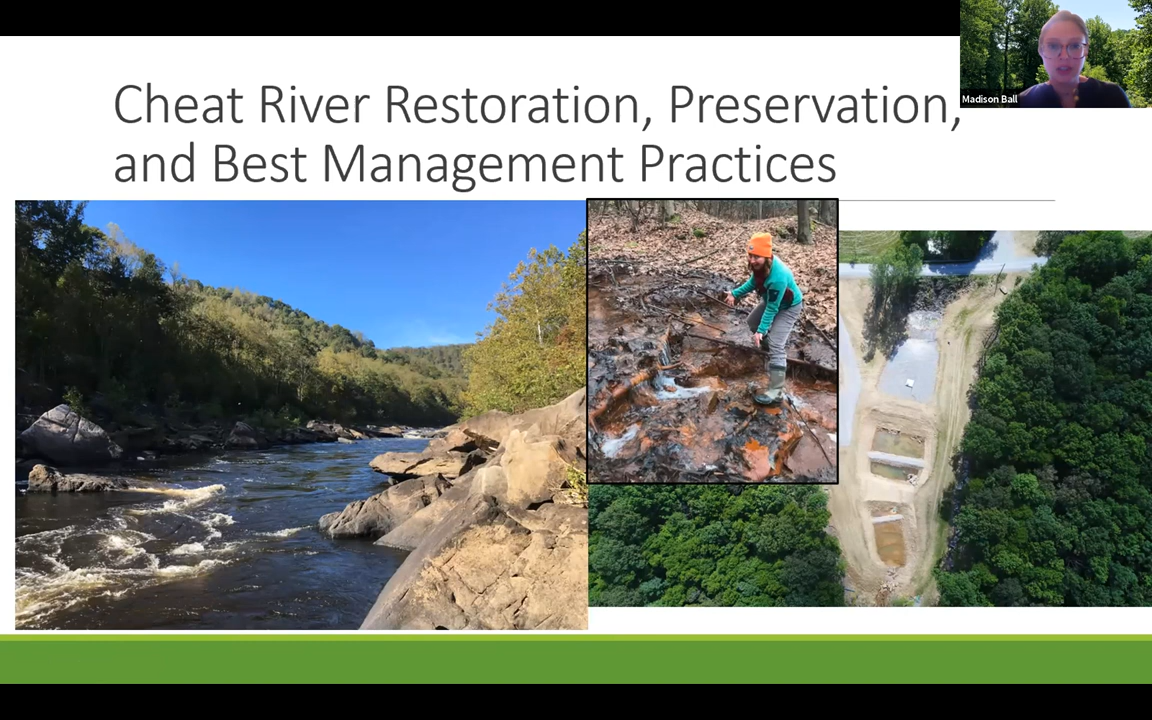 Cheat River Restoration, Preservation,
and Best Management Practices
Madison Ball